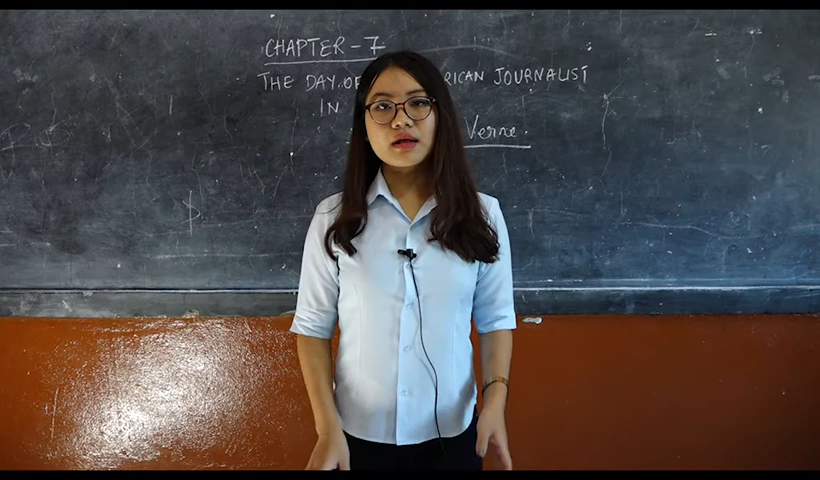 CHAPTER - 7
THE DAY OF RICAN JOURNALIST
IN
Verne.